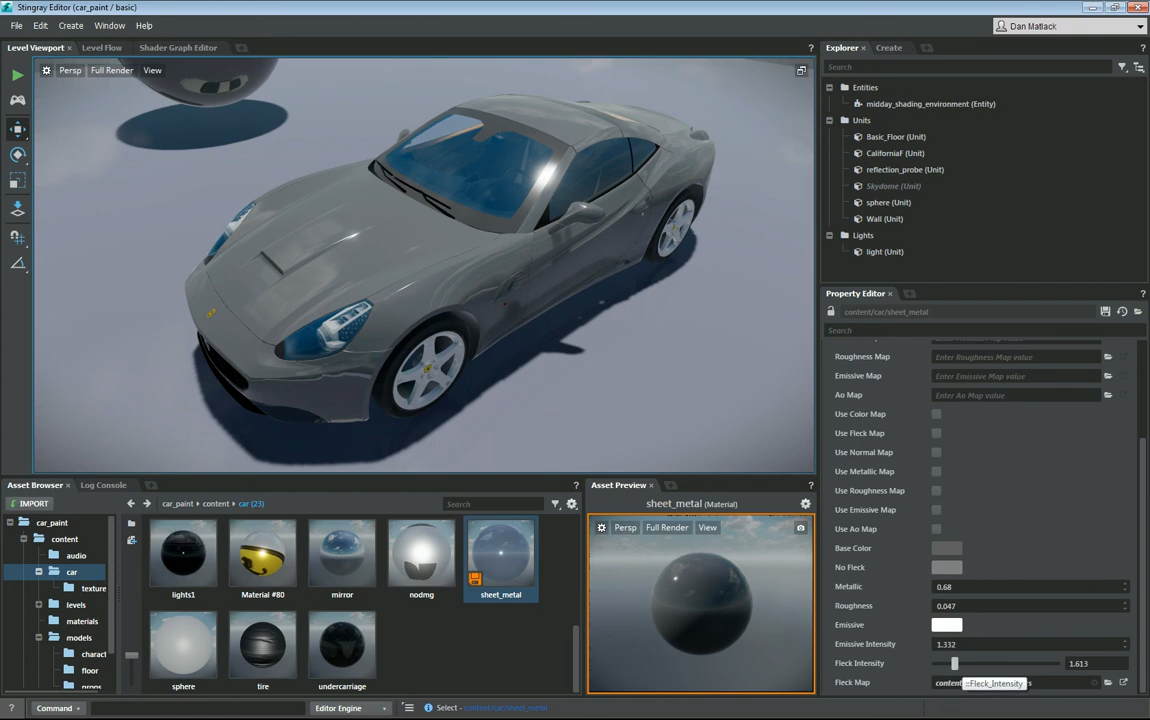 Stingray Editor (car_paint / basic)
File Edit Create Window Help
Dan Matlack
Level Viewport × Level Flow Shader Graph Editor
?
Explorer × Create
?
Persp Full Render View
Search
Entities
midday_shading_environment (Entity)
Units
Basic_Floor (Unit)
CaliforniaF (Unit)
reflection_probe (Unit)
Skydome (Unit)
sphere (Unit)
Wall (Unit)
Lights
light (Unit)
Property Editor ×
?
content/car/sheet_metal
Search
Roughness Map Enter Roughness Map value
Emissive Map Enter Emissive Map value
Ao Map Enter Ao Map value
Use Color Map
Use Fleck Map
Use Normal Map
Use Metallic Map
Use Roughness Map
Use Emissive Map
Use Ao Map
Base Color
No Fleck
Metallic 0.68
Roughness 0.047
Emissive
Emissive Intensity 1.332
Fleck Intensity 1.613
Fleck Map content
::Fleck_Intensity
Asset Browser × Log Console
?
IMPORT
car_paint › content › car (23)
Search
car_paint
content
audio
car
texture
levels
materials
models
charact
floor
props
lights1 Material #80 mirror nodmg sheet_metal
sphere tire undercarriage
Asset Preview ×
?
sheet_metal (Material)
Persp Full Render View
? Command
Editor Engine
Select - content/car/sheet_metal